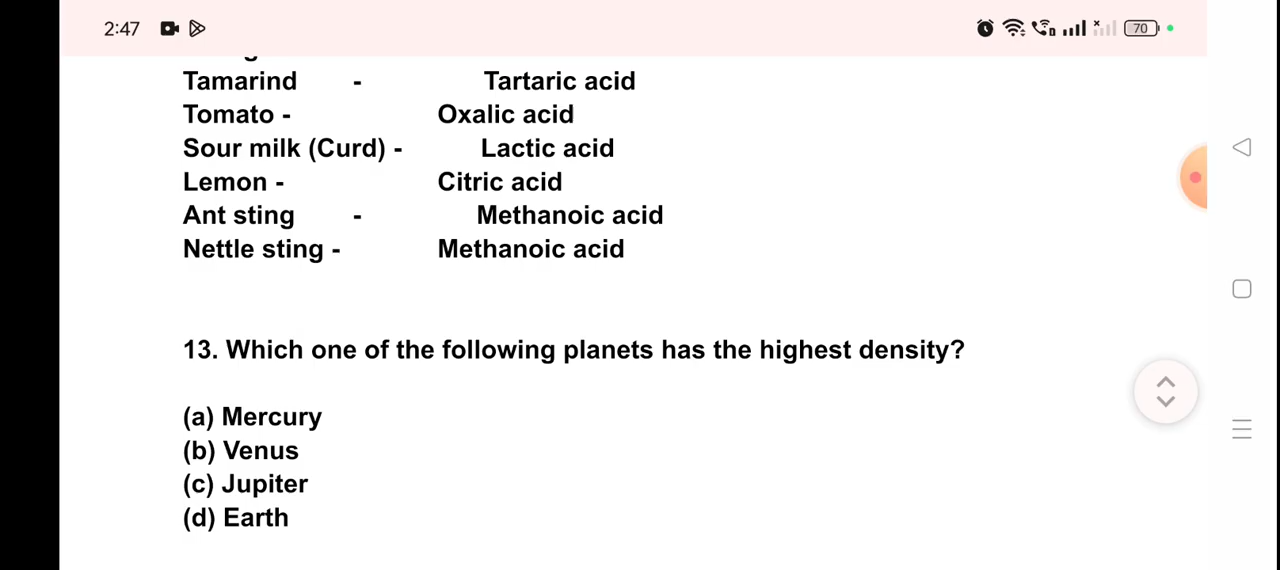 2:47
70
Tamarind - Tartaric acid
Tomato - Oxalic acid
Sour milk (Curd) - Lactic acid
Lemon - Citric acid
Ant sting - Methanoic acid
Nettle sting - Methanoic acid
13. Which one of the following planets has the highest density?
(a) Mercury
(b) Venus
(c) Jupiter
(d) Earth